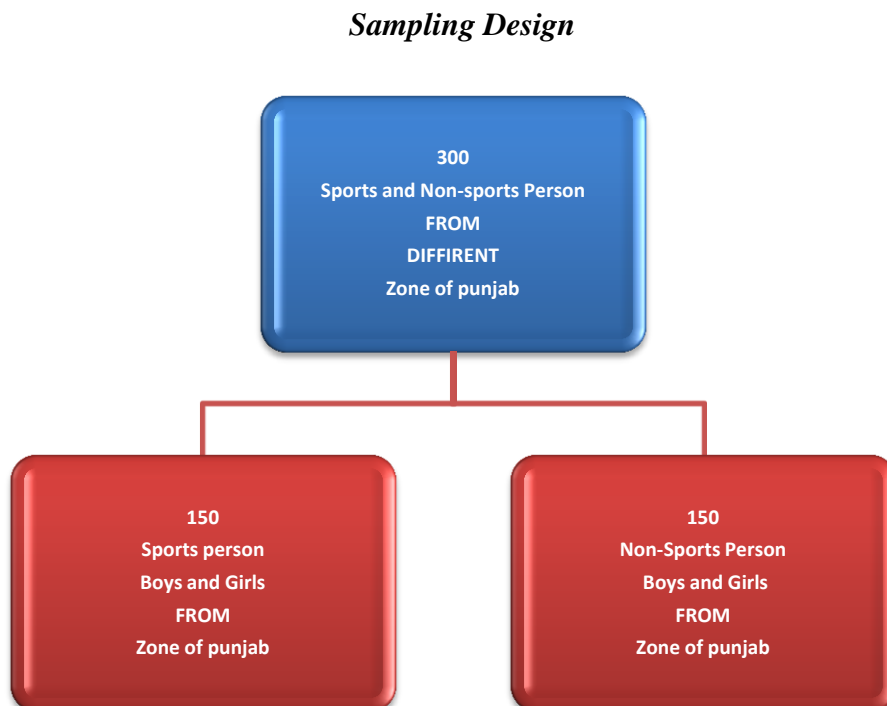 Sampling Design
300
Sports and Non-sports Person
FROM
DIFFIRENT
Zone of punjab
150
Sports person
Boys and Girls
FROM
Zone of punjab
150
Non-Sports Person
Boys and Girls
FROM
Zone of punjab